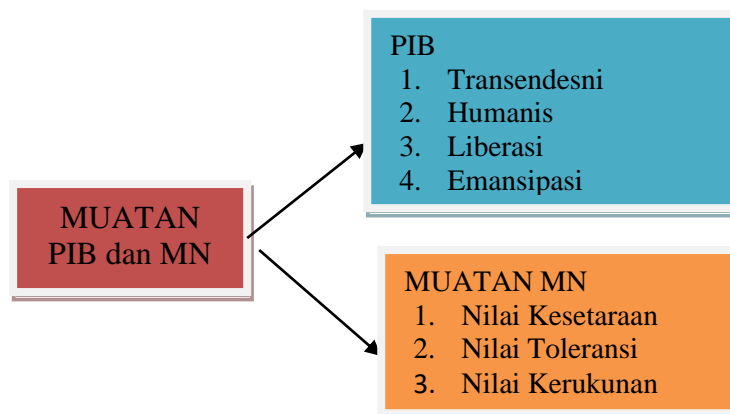 PIB
1. Transendesni
2. Humanis
3. Liberasi
4. Emansipasi
MUATAN
PIB dan MN
MUATAN MN
1. Nilai Kesetaraan
2. Nilai Toleransi
3. Nilai Kerukunan